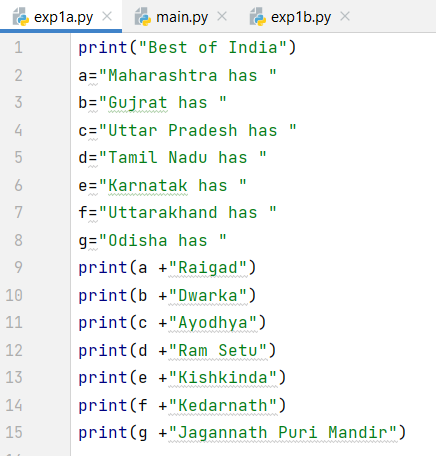 exp1a.py main.py exp1b.py
1 print("Best of India")
2 a="Maharashtra has "
3 b="Gujrat has "
4 c="Uttar Pradesh has "
5 d="Tamil Nadu has "
6 e="Karnatak has "
7 f="Uttarakhand has "
8 g="Odisha has "
9 print(a +"Raigad")
10 print(b +"Dwarka")
11 print(c +"Ayodhya")
12 print(d +"Ram Setu")
13 print(e +"Kishkinda")
14 print(f +"Kedarnath")
15 print(g +"Jagannath Puri Mandir")